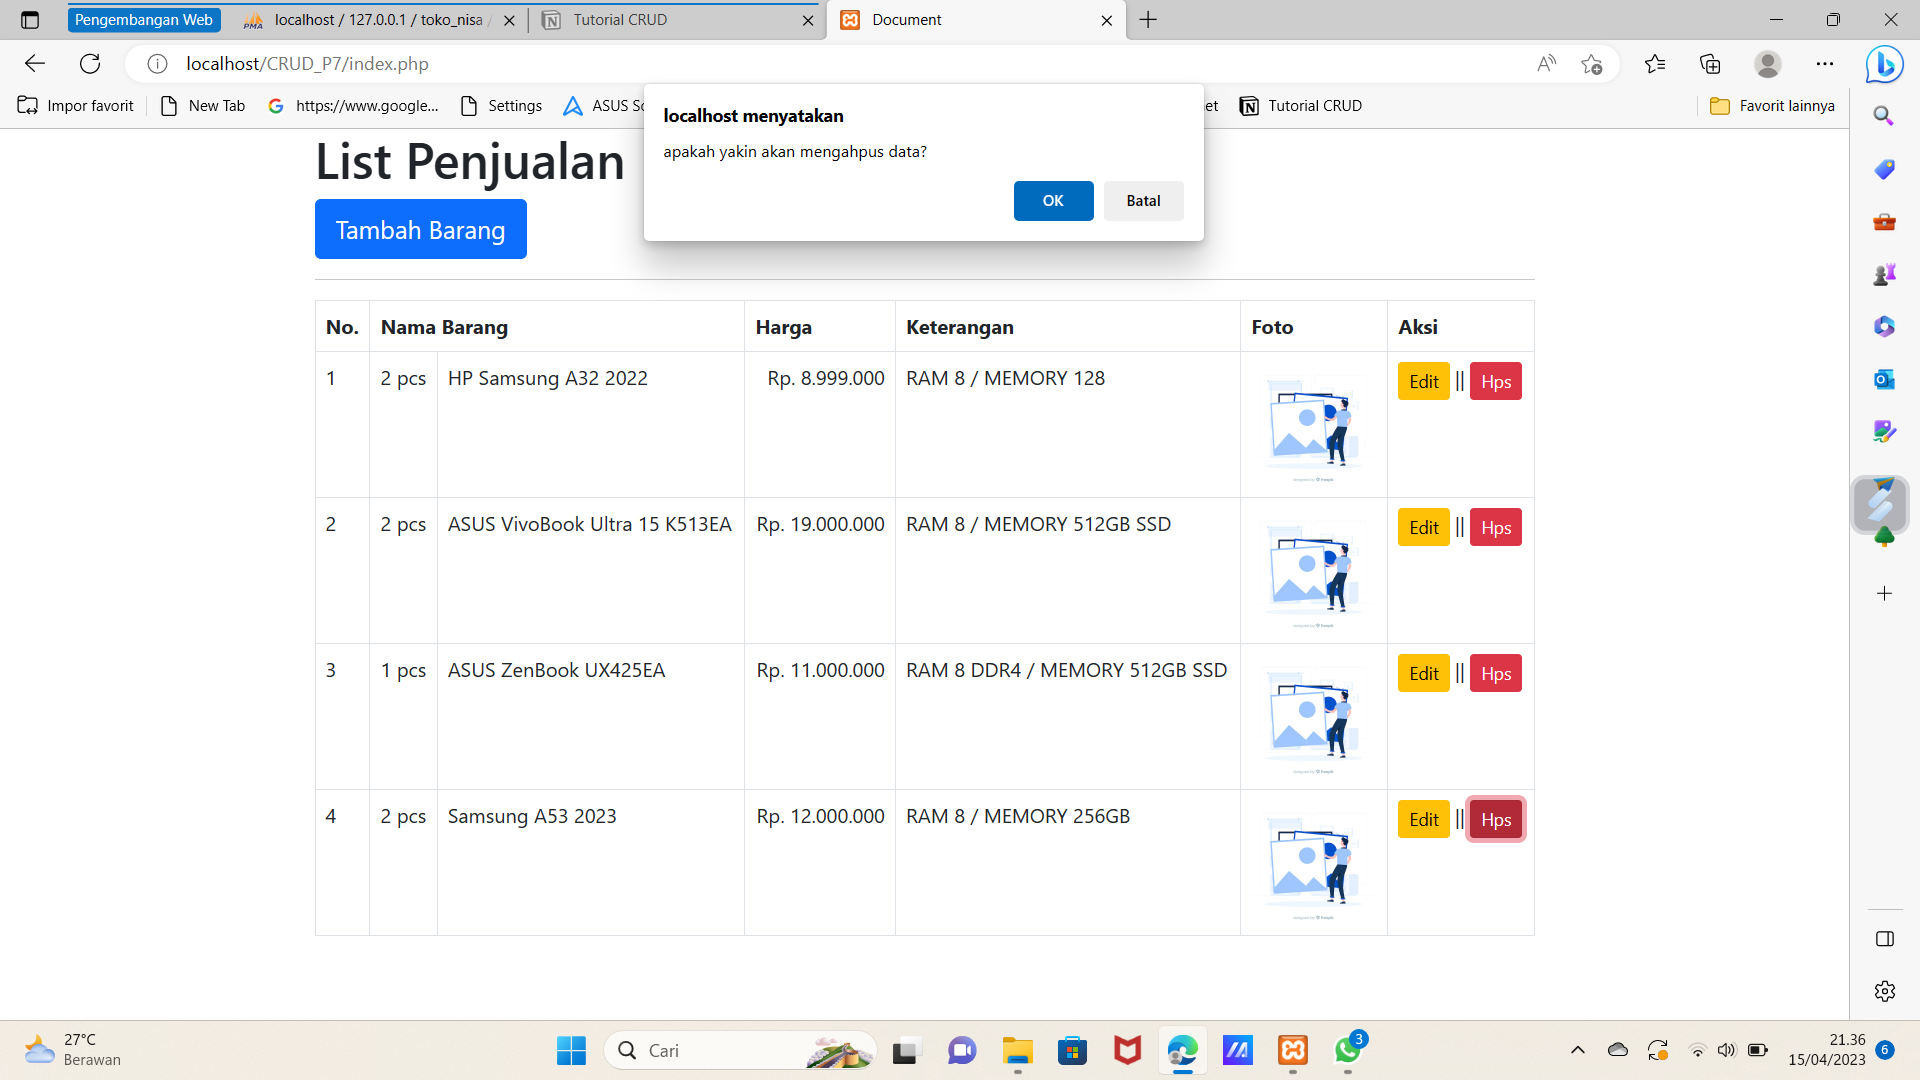 Pengembangan Web
localhost / 127.0.0.1 / toko_nisa /
Tutorial CRUD
Document
localhost/CRUD_P7/index.php
Impor favorit
New Tab
https://www.google...
Settings
ASUS
Tutorial CRUD
Favorit lainnya
localhost menyatakan
apakah yakin akan mengahpus data?
OK
Batal
List Penjualan
Tambah Barang
No. Nama Barang Harga Keterangan Foto Aksi
1 2 pcs HP Samsung A32 2022 Rp. 8.999.000 RAM 8 / MEMORY 128 Edit || Hps
2 2 pcs ASUS VivoBook Ultra 15 K513EA Rp. 19.000.000 RAM 8 / MEMORY 512GB SSD Edit || Hps
3 1 pcs ASUS ZenBook UX425EA Rp. 11.000.000 RAM 8 DDR4 / MEMORY 512GB SSD Edit || Hps
4 2 pcs Samsung A53 2023 Rp. 12.000.000 RAM 8 / MEMORY 256GB Edit || Hps
27°C
Berawan
Cari
3
21.36
15/04/2023
6